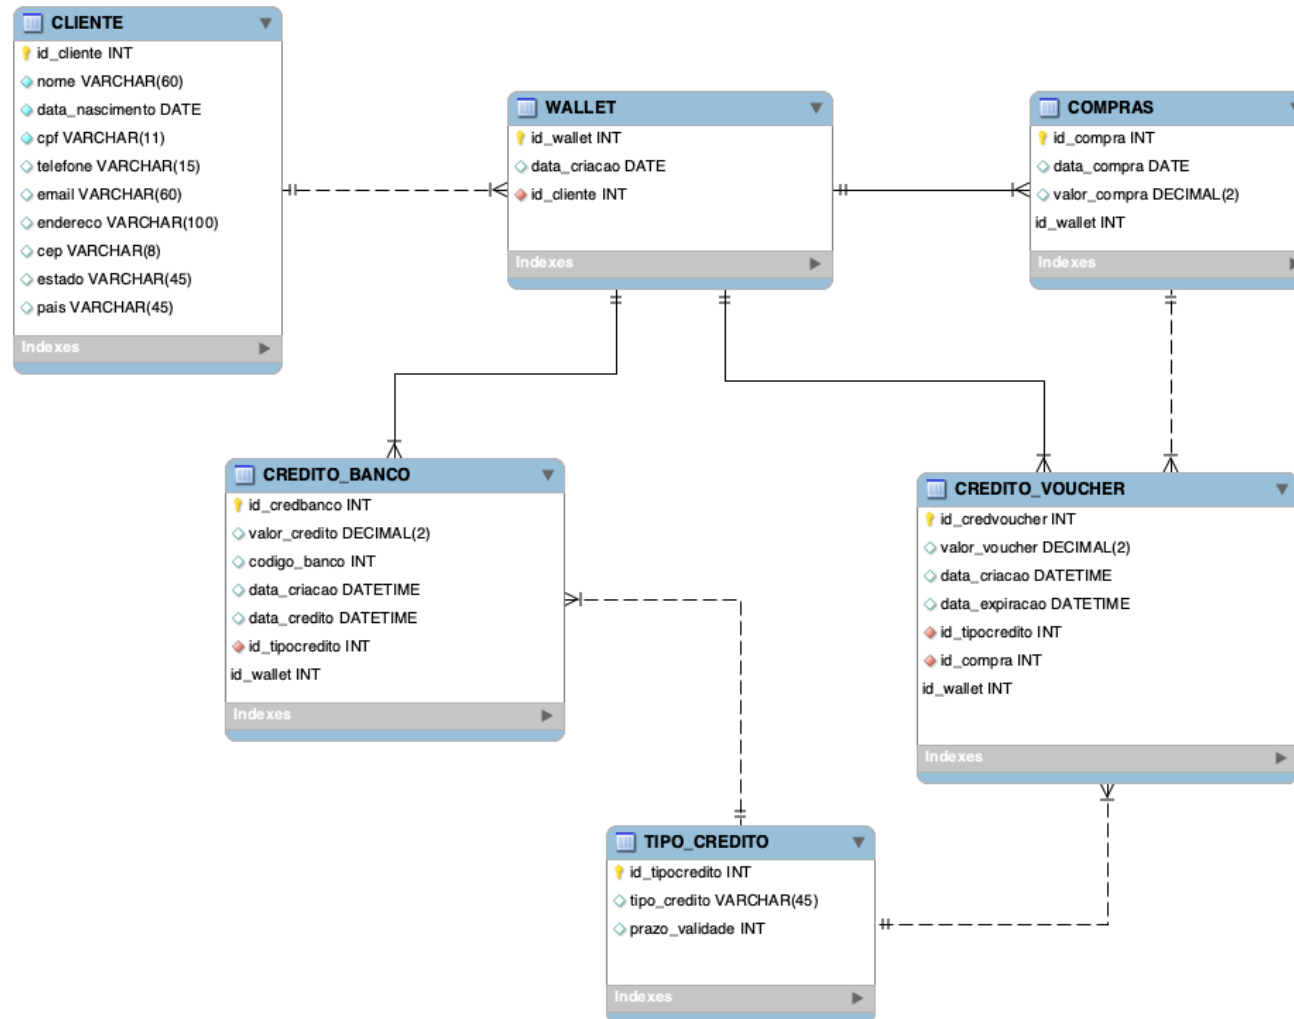 CLIENTE
id_cliente INT
nome VARCHAR(60)
data_nascimento DATE
cpf VARCHAR(11)
telefone VARCHAR(15)
email VARCHAR(60)
endereco VARCHAR(100)
cep VARCHAR(8)
estado VARCHAR(45)
pais VARCHAR(45)
Indexes
WALLET
id_wallet INT
data_criacao DATE
id_cliente INT
Indexes
COMPRAS
id_compra INT
data_compra DATE
valor_compra DECIMAL(2)
id_wallet INT
Indexes
CREDITO_BANCO
id_credbanco INT
valor_credito DECIMAL(2)
codigo_banco INT
data_criacao DATETIME
data_credito DATETIME
id_tipocredito INT
id_wallet INT
Indexes
CREDITO_VOUCHER
id_credvoucher INT
valor_voucher DECIMAL(2)
data_criacao DATETIME
data_expiracao DATETIME
id_tipocredito INT
id_compra INT
id_wallet INT
Indexes
TIPO_CREDITO
id_tipocredito INT
tipo_credito VARCHAR(45)
prazo_validade INT
Indexes